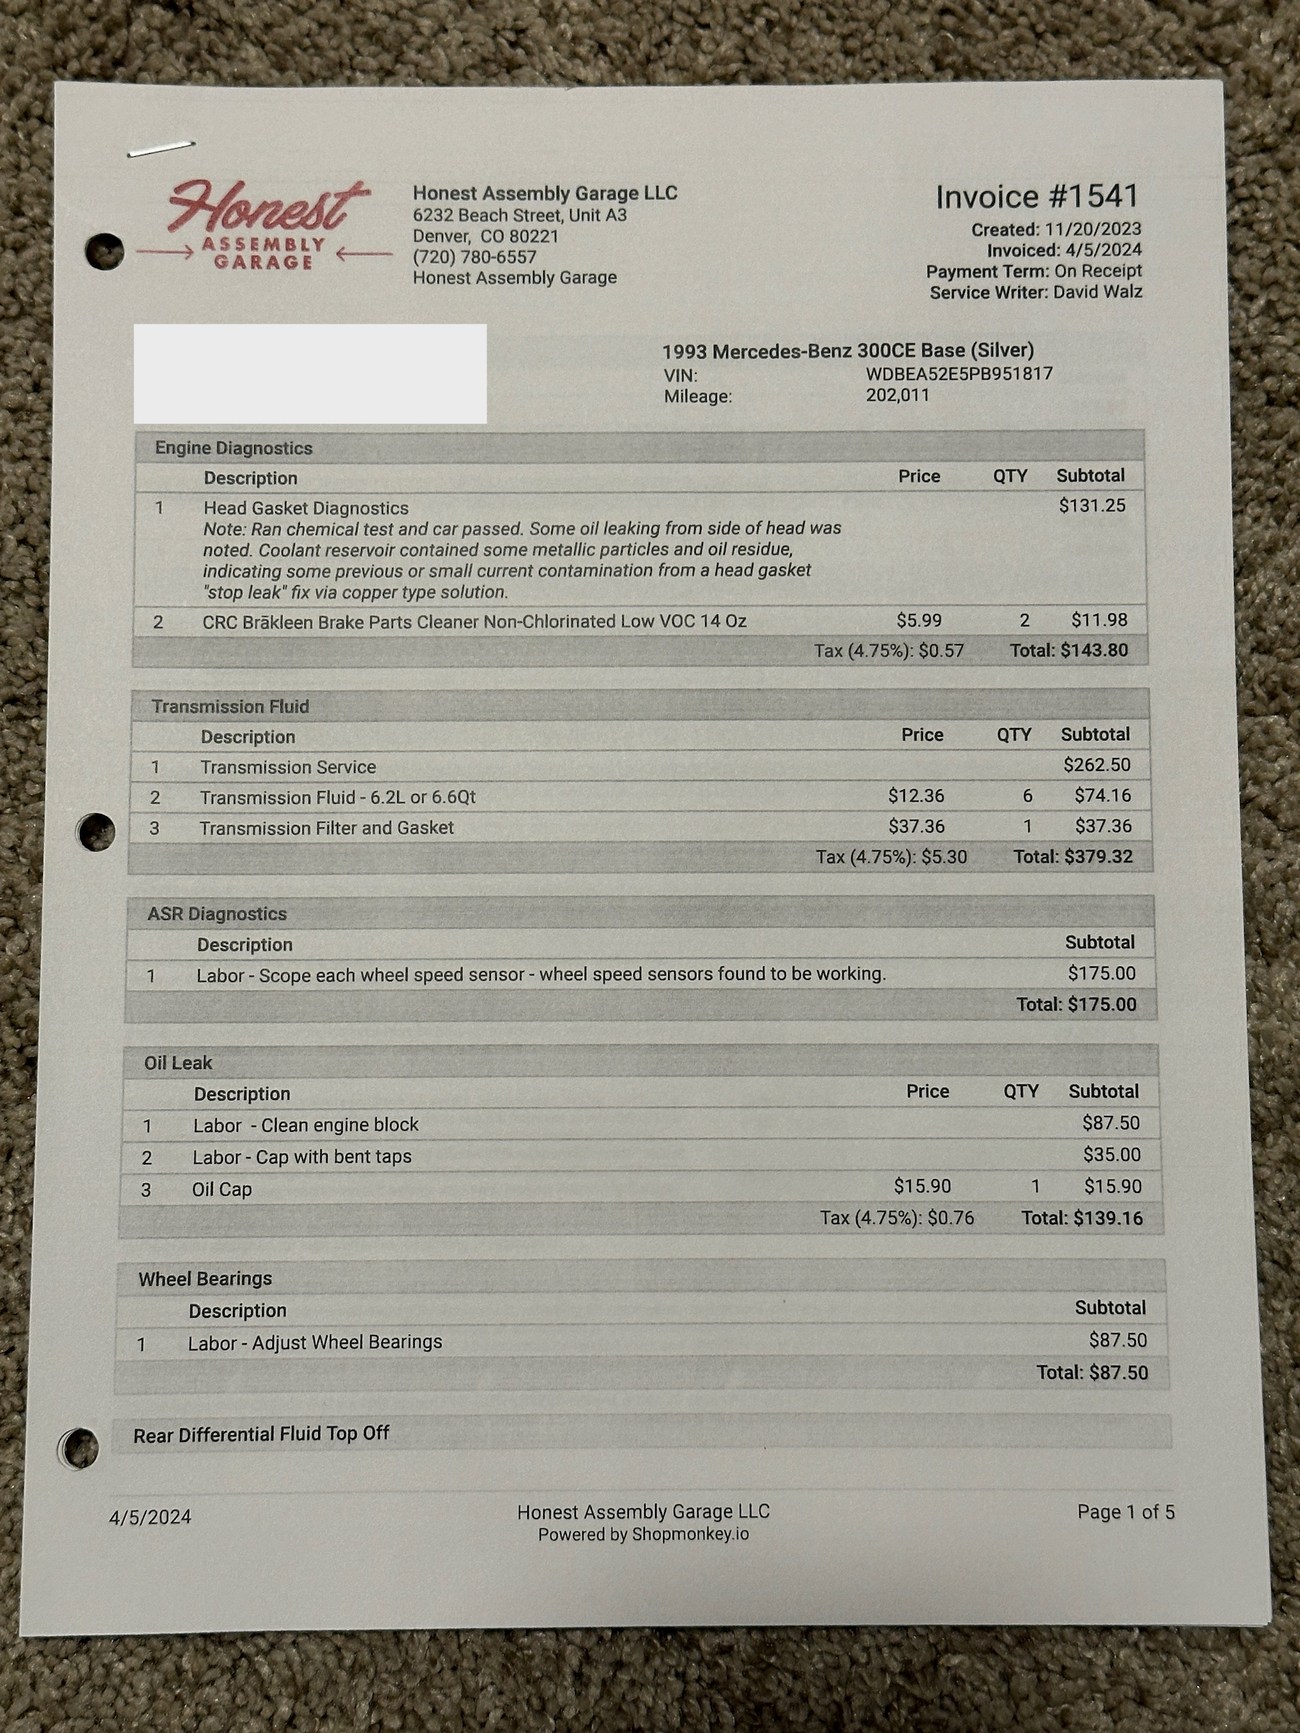 Honest
ASSEMBLY
GARAGE
Honest Assembly Garage LLC
6232 Beach Street, Unit A3
Denver, CO 80221
(720) 780-6557
Honest Assembly Garage
Invoice #1541
Created: 11/20/2023
Invoiced: 4/5/2024
Payment Term: On Receipt
Service Writer: David Walz
1993 Mercedes-Benz 300CE Base (Silver)
VIN: WDBEA52E5PB951817
Mileage: 202,011
Engine Diagnostics
Description Price QTY Subtotal
1 Head Gasket Diagnostics $131.25
Note: Ran chemical test and car passed. Some oil leaking from side of head was
noted. Coolant reservoir contained some metallic particles and oil residue,
indicating some previous or small current contamination from a head gasket
"stop leak" fix via copper type solution.
2 CRC Bräkleen Brake Parts Cleaner Non-Chlorinated Low VOC 14 Oz $5.99 2 $11.98
Tax (4.75%): $0.57 Total: $143.80
Transmission Fluid
Description Price QTY Subtotal
1 Transmission Service $262.50
2 Transmission Fluid - 6.2L or 6.6Qt $12.36 6 $74.16
3 Transmission Filter and Gasket $37.36 1 $37.36
Tax (4.75%): $5.30 Total: $379.32
ASR Diagnostics
Description Subtotal
1 Labor - Scope each wheel speed sensor - wheel speed sensors found to be working. $175.00
Total: $175.00
Oil Leak
Description Price QTY Subtotal
1 Labor - Clean engine block $87.50
2 Labor - Cap with bent taps $35.00
3 Oil Cap $15.90 1 $15.90
Tax (4.75%): $0.76 Total: $139.16
Wheel Bearings
Description Subtotal
1 Labor - Adjust Wheel Bearings $87.50
Total: $87.50
Rear Differential Fluid Top Off
4/5/2024
Honest Assembly Garage LLC
Powered by Shopmonkey.io
Page 1 of 5